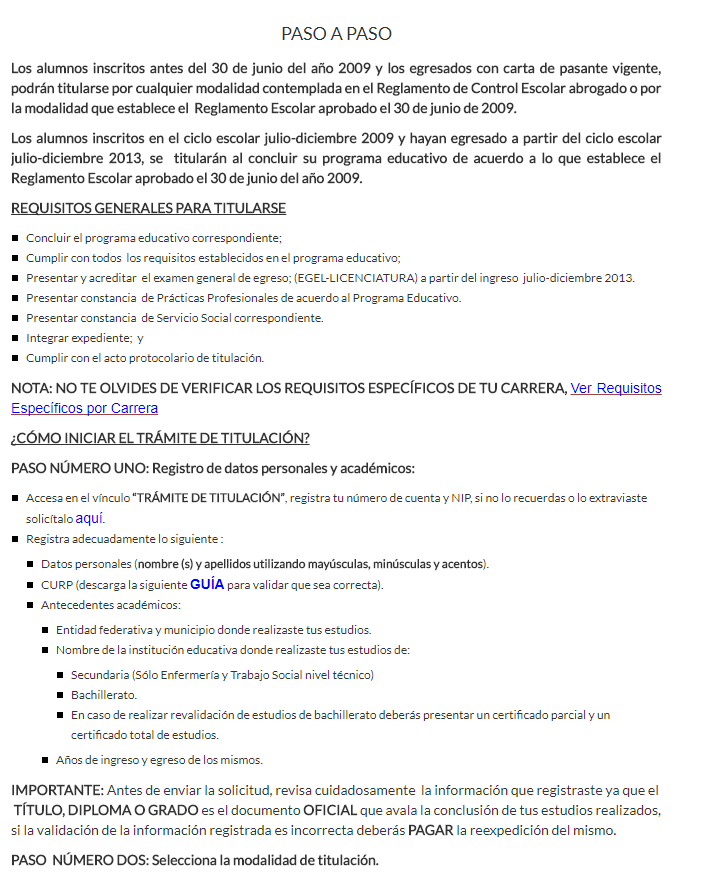 PASO A PASO
Los alumnos inscritos antes del 30 de junio del año 2009 y los egresados con carta de pasante vigente,
podrán titularse por cualquier modalidad contemplada en el Reglamento de Control Escolar abrogado o por
la modalidad que establece el Reglamento Escolar aprobado el 30 de junio de 2009.
Los alumnos inscritos en el ciclo escolar julio-diciembre 2009 y hayan egresado a partir del ciclo escolar
julio-diciembre 2013, se titularán al concluir su programa educativo de acuerdo a lo que establece el
Reglamento Escolar aprobado el 30 de junio del año 2009.
REQUISITOS GENERALES PARA TITULARSE
Concluir el programa educativo correspondiente;
Cumplir con todos los requisitos establecidos en el programa educativo;
Presentar y acreditar el examen general de egreso; (EGEL-LICENCIATURA) a partir del ingreso julio-diciembre 2013.
Presentar constancia de Prácticas Profesionales de acuerdo al Programa Educativo.
Presentar constancia de Servicio Social correspondiente.
Integrar expediente; y
Cumplir con el acto protocolario de titulación.
NOTA: NO TE OLVIDES DE VERIFICAR LOS REQUISITOS ESPECÍFICOS DE TU CARRERA, Ver Requisitos
Específicos por Carrera
¿CÓMO INICIAR EL TRÁMITE DE TITULACIÓN?
PASO NÚMERO UNO: Registro de datos personales y académicos:
Accesa en el vínculo “TRÁMITE DE TITULACIÓN”, registra tu número de cuenta y NIP, si no lo recuerdas o lo extraviaste
solicítalo aquí.
Registra adecuadamente lo siguiente :
Datos personales (nombre (s) y apellidos utilizando mayúsculas, minúsculas y acentos).
CURP (descarga la siguiente GUÍA para validar que sea correcta).
Antecedentes académicos:
Entidad federativa y municipio donde realizaste tus estudios.
Nombre de la institución educativa donde realizaste tus estudios de:
Secundaria (Sólo Enfermería y Trabajo Social nivel técnico)
Bachillerato.
En caso de realizar revalidación de estudios de bachillerato deberás presentar un certificado parcial y un
certificado total de estudios.
Años de ingreso y egreso de los mismos.
IMPORTANTE: Antes de enviar la solicitud, revisa cuidadosamente la información que registraste ya que el
TÍTULO, DIPLOMA O GRADO es el documento OFICIAL que avala la conclusión de tus estudios realizados,
si la validación de la información registrada es incorrecta deberás PAGAR la reexpedición del mismo.
PASO NÚMERO DOS: Selecciona la modalidad de titulación.